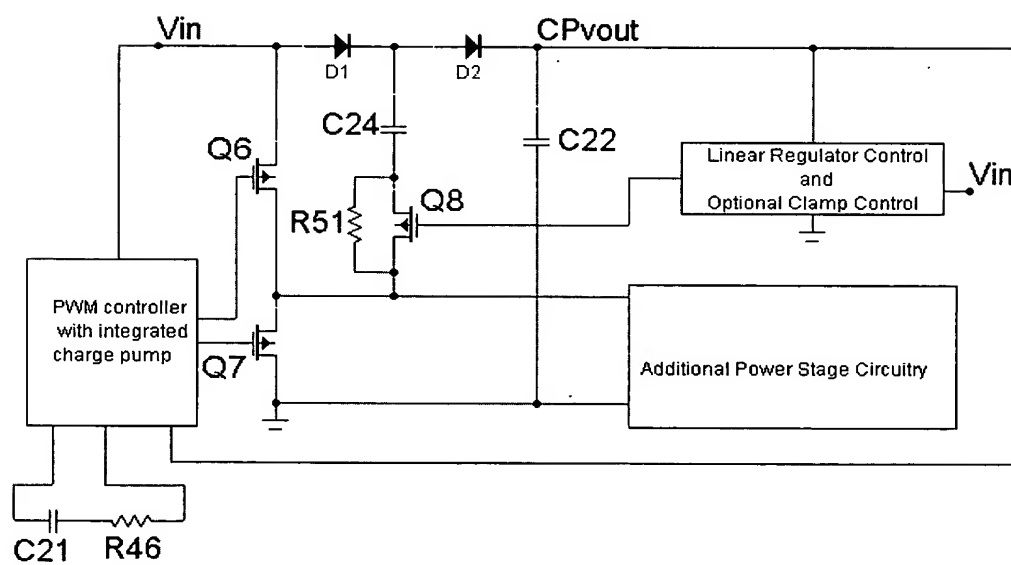 Vin
CPvout
D1
D2
C24
C22
Q6
Linear Regulator Control
and
Optional Clamp Control
Vin
R51
Q8
PWM controller
with integrated
charge pump
Q7
Additional Power Stage Circuitry
C21
R46